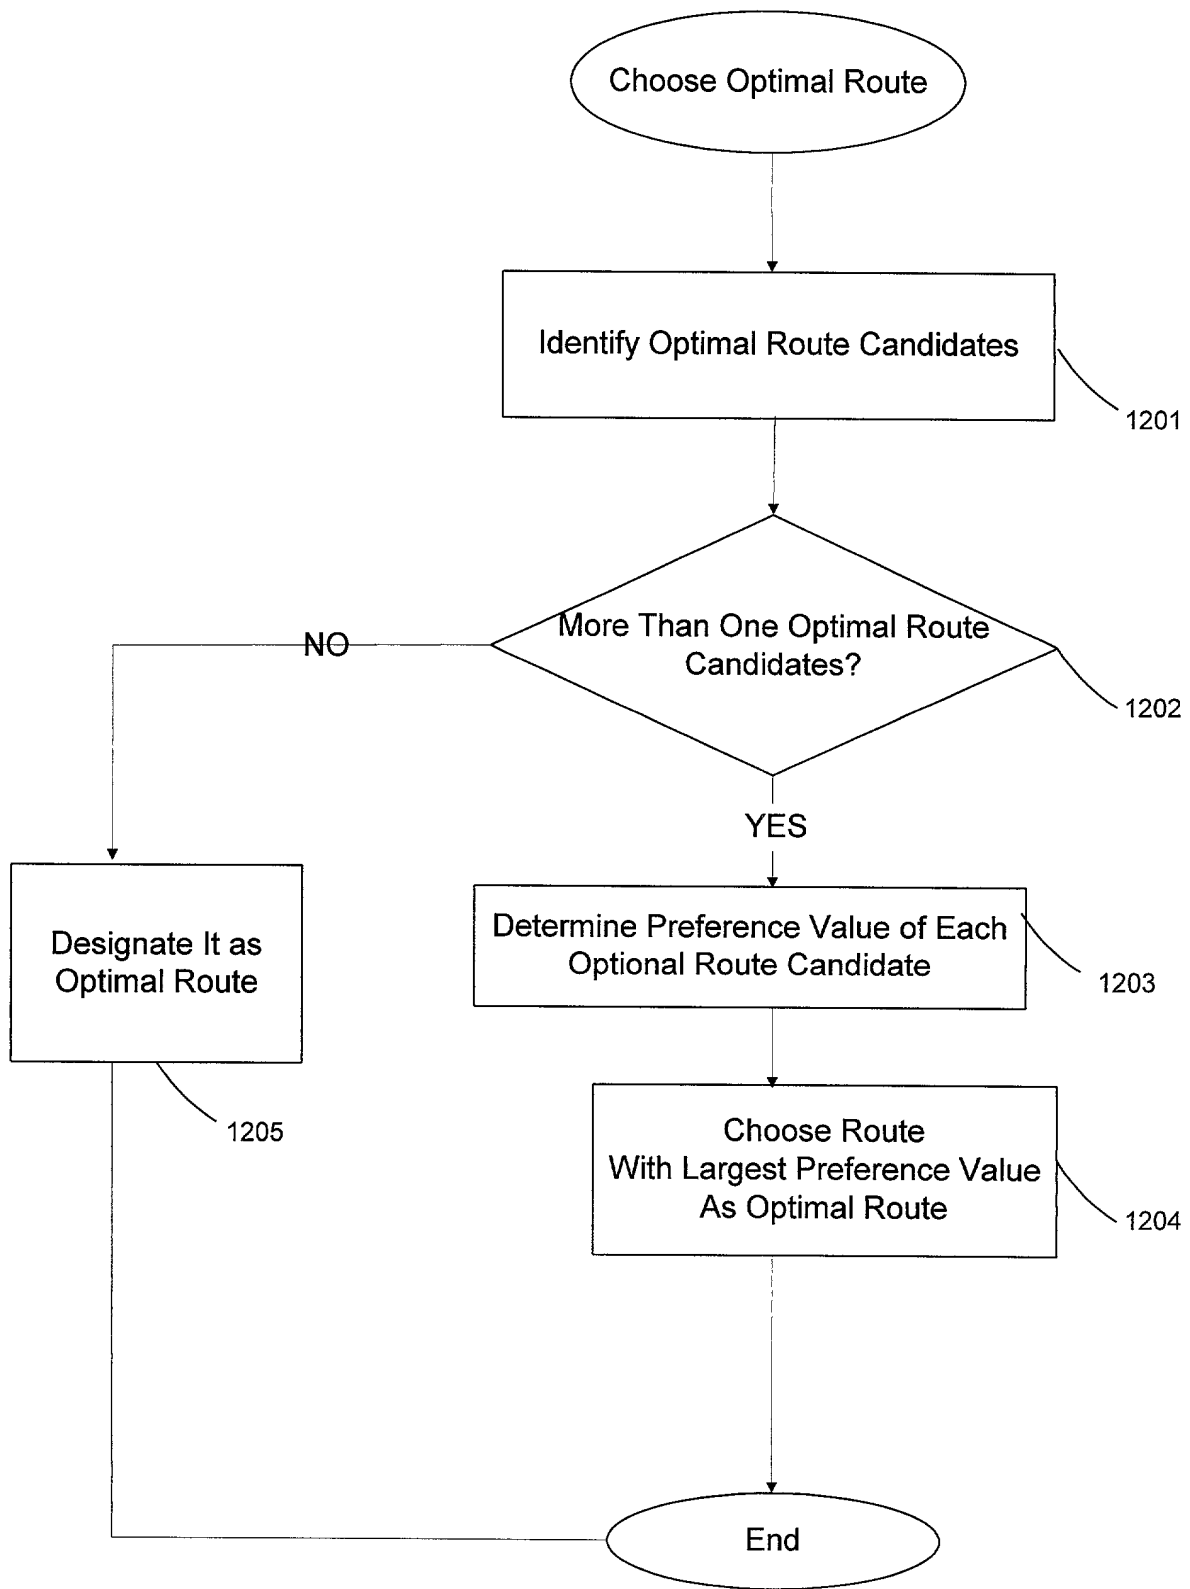 Choose Optimal Route
Identify Optimal Route Candidates
1201
More Than One Optimal Route
Candidates?
1202
NO
YES
Determine Preference Value of Each
Optional Route Candidate
1203
Designate It as
Optimal Route
1205
Choose Route
With Largest Preference Value
As Optimal Route
1204
End